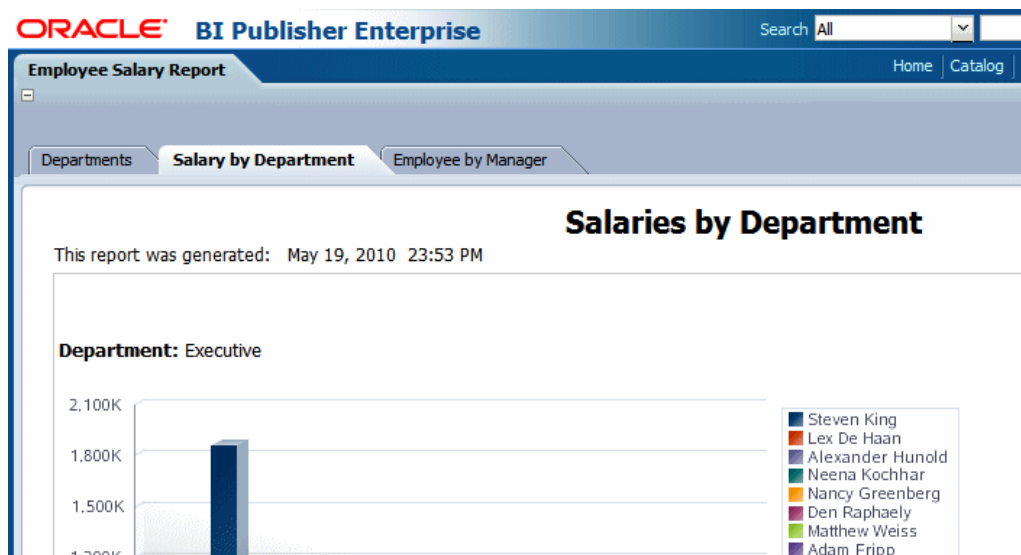 ORACLE BI Publisher Enterprise Search All
Employee Salary Report Home Catalog
Departments Salary by Department Employee by Manager
Salaries by Department
This report was generated: May 19, 2010 23:53 PM
Department: Executive
2,100K
1,800K
1,500K
Steven King
Lex De Haan
Alexander Hunold
Neena Kochhar
Nancy Greenberg
Den Raphaely
Matthew Weiss
Adam Fripp